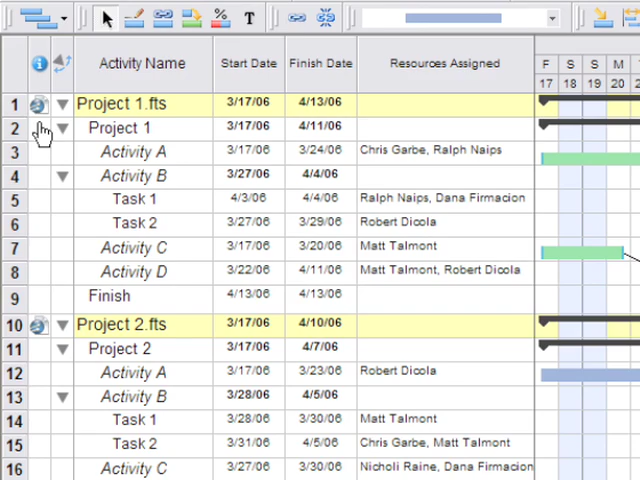 % T
Activity Name Start Date Finish Date Resources Assigned F S S M
17 18 19 20
1 Project 1.fts 3/17/06 4/13/06
2 Project 1 3/17/06 4/11/06
3 Activity A 3/17/06 3/24/06 Chris Garbe, Ralph Naips
4 Activity B 3/27/06 4/4/06
5 Task 1 4/3/06 4/4/06 Ralph Naips, Dana Firmacion
6 Task 2 3/27/06 3/29/06 Robert Dicola
7 Activity C 3/17/06 3/20/06 Matt Talmont
8 Activity D 3/22/06 4/11/06 Matt Talmont, Robert Dicola
9 Finish 4/13/06 4/13/06
10 Project 2.fts 3/17/06 4/10/06
11 Project 2 3/17/06 4/7/06
12 Activity A 3/17/06 3/23/06 Robert Dicola
13 Activity B 3/28/06 4/5/06
14 Task 1 3/28/06 3/30/06 Matt Talmont
15 Task 2 3/31/06 4/5/06 Chris Garbe, Matt Talmont
16 Activity C 3/27/06 3/30/06 Nicholi Raine, Dana Firmacion